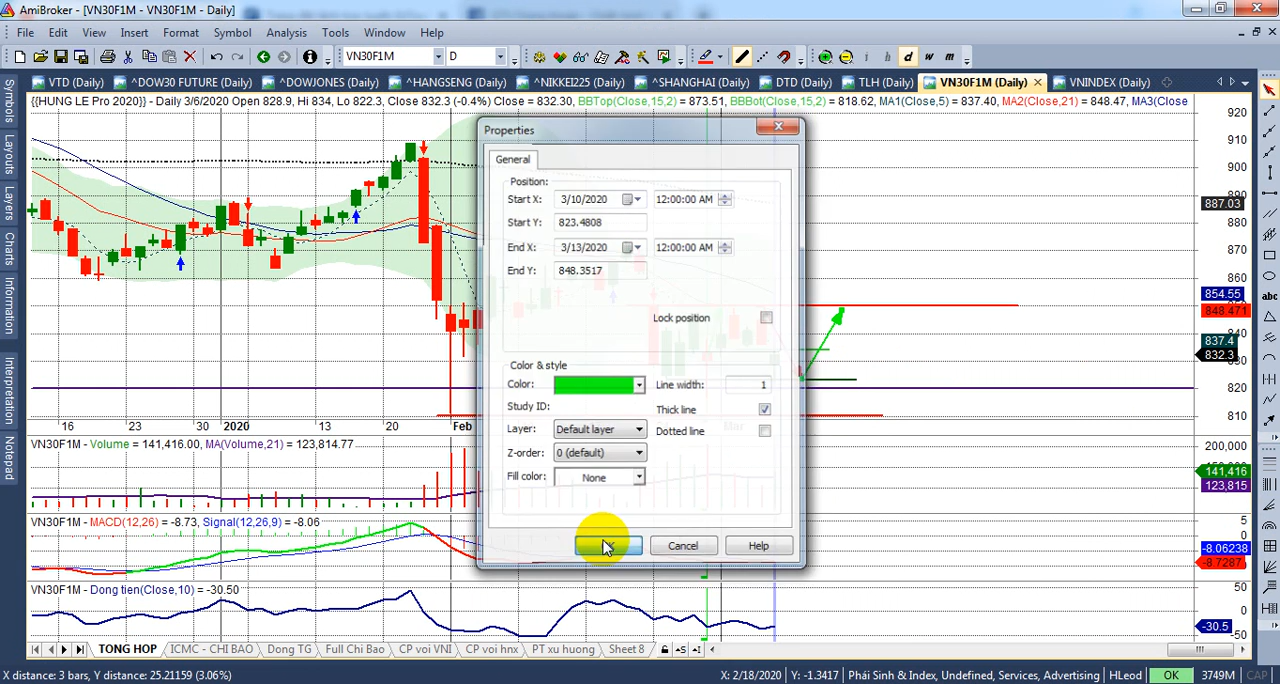 AmiBroker - [VN30F1M - VN30F1M - Daily]
File Edit View Insert Format Symbol Analysis Tools Window Help
VN30F1M D i h d w m
VTD (Daily) ^DOW30 FUTURE (Daily) ^DOWJONES (Daily) ^HANGSENG (Daily) ^NIKKEI225 (Daily) ^SHANGHAI (Daily) DTD (Daily) TLH (Daily) VN30F1M (Daily) VNINDEX (Daily)
{{HUNG LE Pro 2020}} - Daily 3/6/2020 Open 828.9, Hi 834, Lo 822.3, Close 832.3 (-0.4%) Close = 832.30, BBTop(Close,15,2) = 873.51, BBBot(Close,15,2) = 818.62, MA1(Close,5) = 837.40, MA2(Close,21) = 848.47, MA3(Close
Symbols
Layouts
Layers
Charts
Information
Interpretation
Notepad
920
910
900
890
887.03
880
870
860
854.55
848.471
840
837.4
832.3
830
820
810
Properties
General
Position:
Start X: 3/10/2020 12:00:00 AM
Start Y: 823.4808
End X: 3/13/2020 12:00:00 AM
End Y: 848.3517
Lock position
Color & style
Color: Line width: 1
Study ID: Thick line
Layer: Default layer Dotted line
Z-order: 0 (default)
Fill color: None
Cancel Help
abc
16 23 30 2020 13 20 Feb Mar
VN30F1M - Volume = 141,416.00, MA(Volume,21) = 123,814.77
200,000
141,416
123,815
VN30F1M - MACD(12,26) = -8.73, Signal(12,26,9) = -8.06
5
0
-8.06238
-8.7287
VN30F1M - Dong tien(Close,10) = -30.50
50
0
-30.5
-50
TONG HOP ICMC - CHI BAO Dong TG Full Chi Bao CP voi VNI CP voi hnx PT xu huong Sheet 8
X distance: 3 bars, Y distance: 25.21159 (3.06%) X: 2/18/2020 Y: -1.3417 Phái Sinh & Index, Undefined, Services, Advertising HLeod OK 3749M CAP